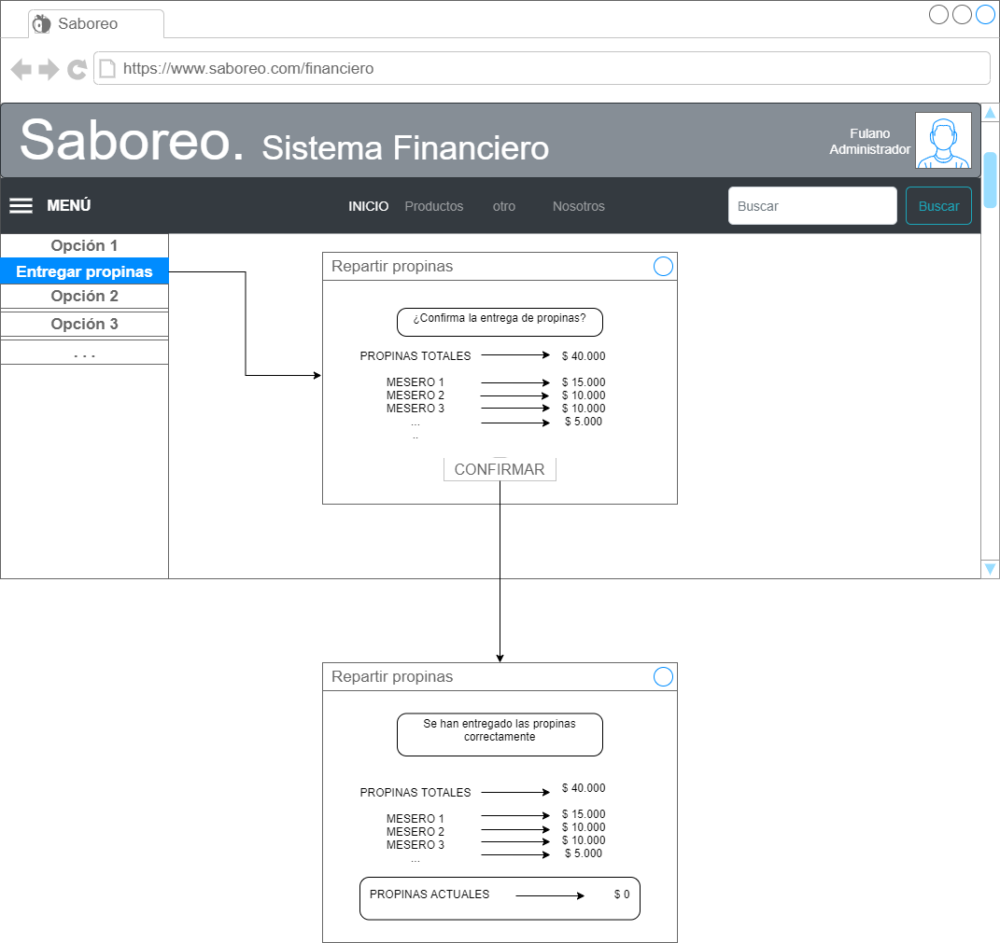 Saboreo
https://www.saboreo.com/financiero
Saboreo. Sistema Financiero
Fulano
Administrador
MENÚ
INICIO Productos otro Nosotros
Buscar Buscar
Opción 1
Entregar propinas
Opción 2
Opción 3
. . .
Repartir propinas
¿Confirma la entrega de propinas?
PROPINAS TOTALES $ 40.000
MESERO 1 $ 15.000
MESERO 2 $ 10.000
MESERO 3 $ 10.000
... $ 5.000
..
CONFIRMAR
Repartir propinas
Se han entregado las propinas
correctamente
PROPINAS TOTALES $ 40.000
MESERO 1 $ 15.000
MESERO 2 $ 10.000
MESERO 3 $ 10.000
... $ 5.000
PROPINAS ACTUALES $ 0